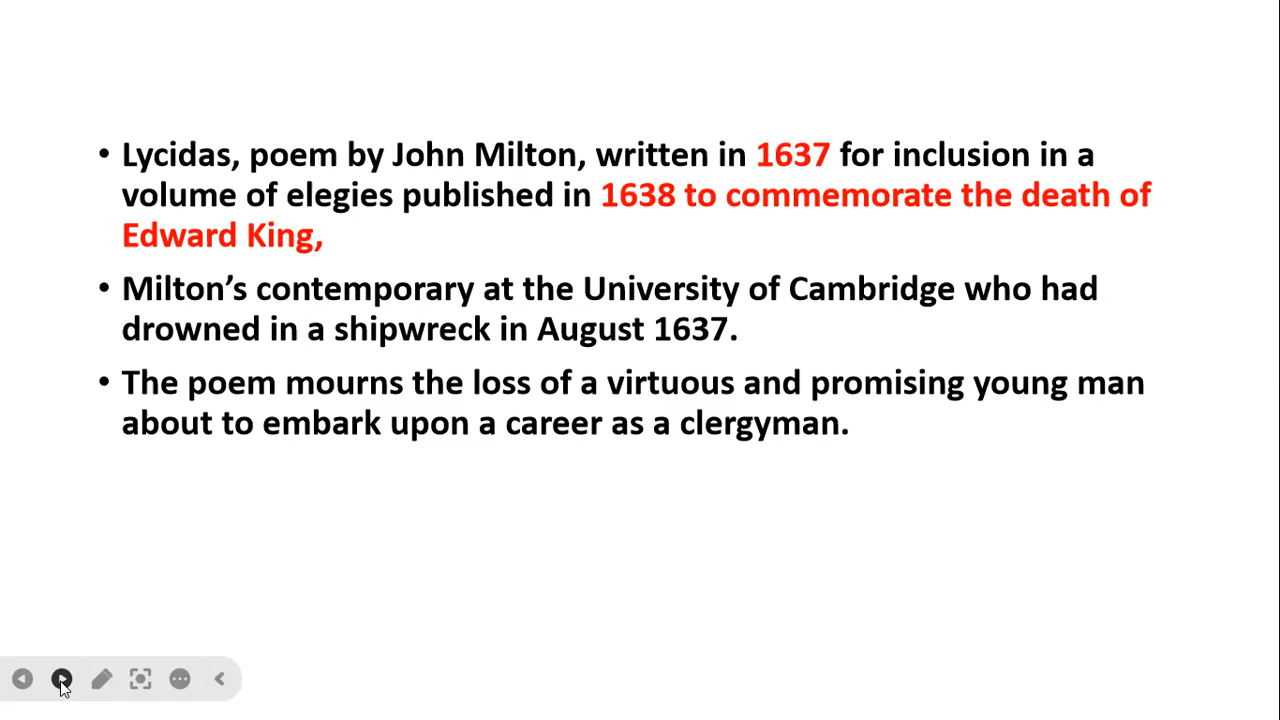 • Lycidas, poem by John Milton, written in 1637 for inclusion in a
volume of elegies published in 1638 to commemorate the death of
Edward King,
• Milton’s contemporary at the University of Cambridge who had
drowned in a shipwreck in August 1637.
• The poem mourns the loss of a virtuous and promising young man
about to embark upon a career as a clergyman.